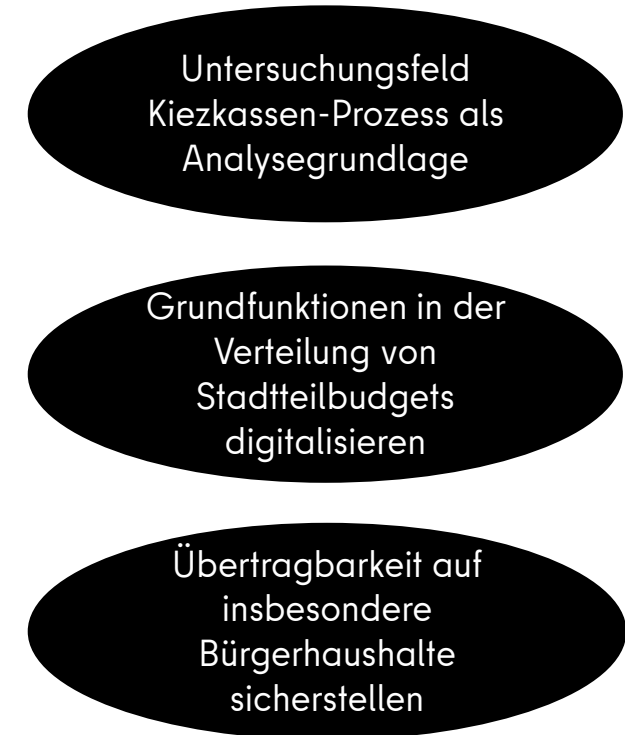 Untersuchungsfeld
Kiezkassen-Prozess als
Analysegrundlage
Grundfunktionen in der
Verteilung von
Stadtteilbudgets
digitalisieren
Übertragbarkeit auf
insbesondere
Bürgerhaushalte
sicherstellen